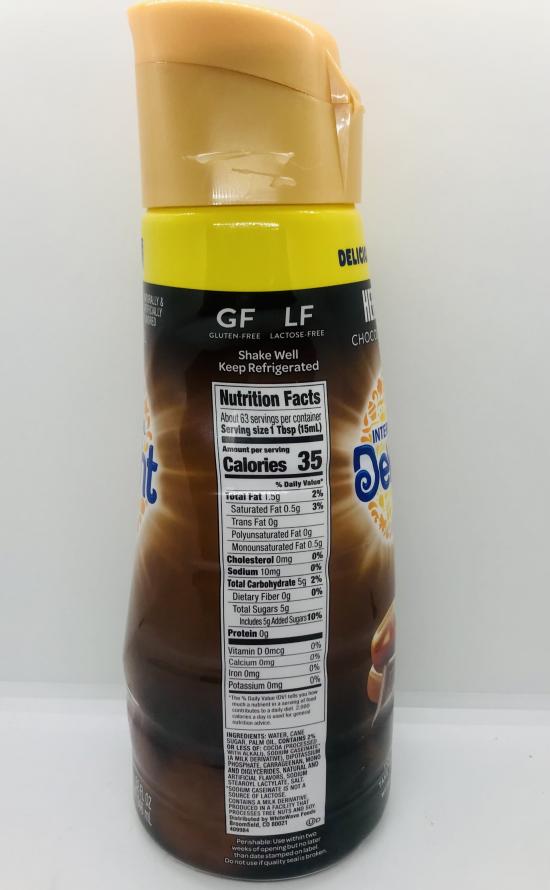 DELICIO
GF LF
GLUTEN-FREE LACTOSE-FREE
HE
CHOCO
Shake Well
Keep Refrigerated
Nutrition Facts
About 63 servings per container
Serving size 1 Tbsp (15mL)
Amount per serving
Calories 35
% Daily Value*
Total Fat 1.5g 2%
Saturated Fat 0.5g 3%
Trans Fat 0g
Polyunsaturated Fat 0g
Monounsaturated Fat 0.5g
Cholesterol 0mg 0%
Sodium 10mg 0%
Total Carbohydrate 5g 2%
Dietary Fiber 0g 0%
Total Sugars 5g
Includes 5g Added Sugars 10%
Protein 0g
Vitamin D 0mcg 0%
Calcium 0mg 0%
Iron 0mg 0%
Potassium 0mg 0%
*The % Daily Value (DV) tells you how
much a nutrient in a serving of food
contributes to a daily diet. 2,000
calories a day is used for general
nutrition advice.
INGREDIENTS: WATER, CANE
SUGAR, PALM OIL, CONTAINS 2%
OR LESS OF: COCOA (PROCESSED
WITH ALKALI), SODIUM CASEINATE*
(A MILK DERIVATIVE), DIPOTASSIUM
PHOSPHATE, CARRAGEENAN, MONO
AND DIGLYCERIDES, NATURAL AND
ARTIFICIAL FLAVORS, SODIUM
STEAROYL LACTYLATE, SALT.
*SODIUM CASEINATE IS NOT A
SOURCE OF LACTOSE.
CONTAINS A MILK DERIVATIVE.
PRODUCED IN A FACILITY THAT
PROCESSES TREE NUTS AND SOY
Distributed by WhiteWave Foods
Broomfield, CO 80021
409984
Perishable: Use within two
weeks of opening but no later
than date stamped on label.
Do not use if quality seal is broken.
INTER
De
nt